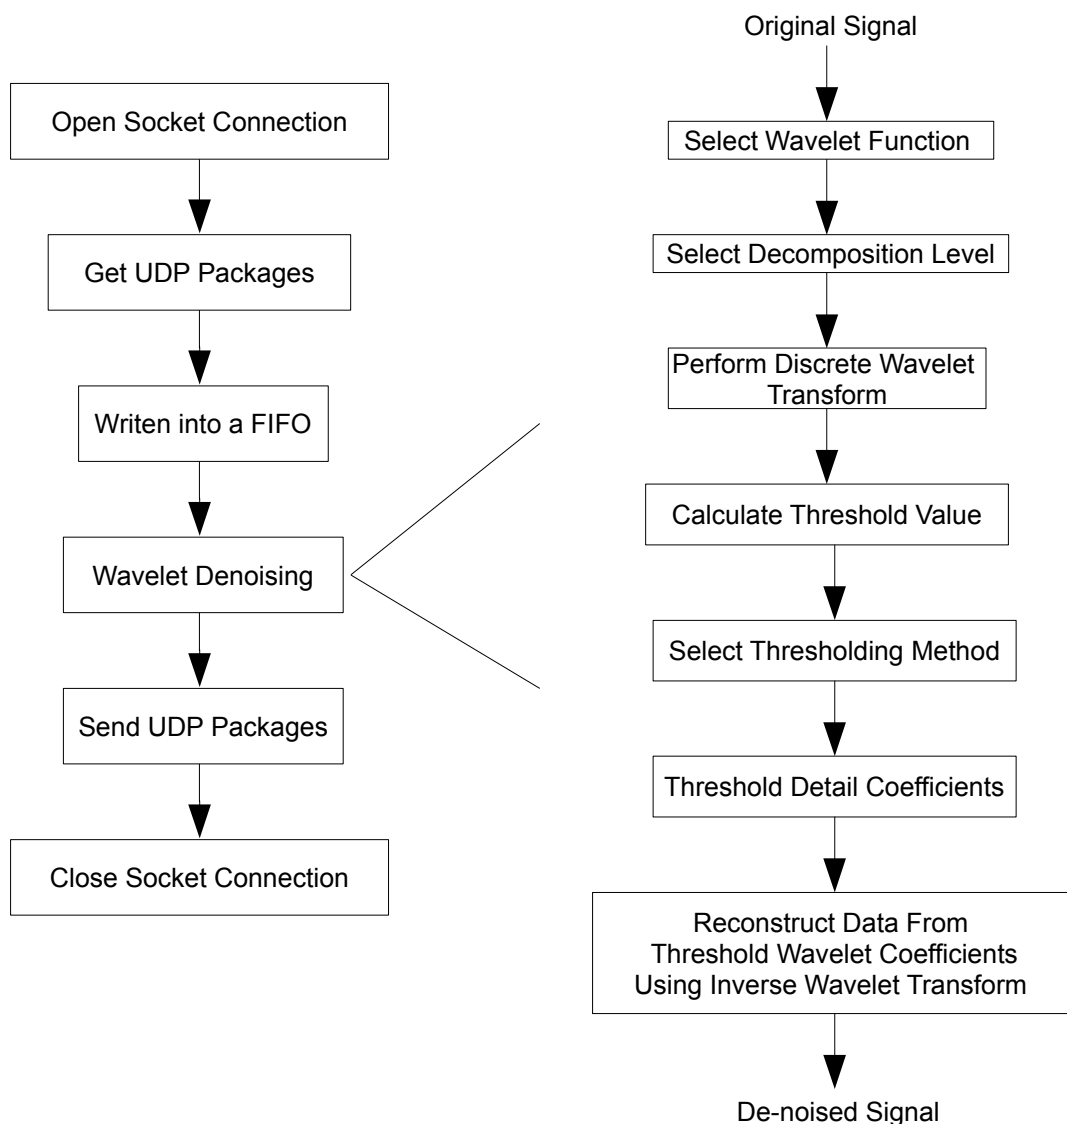 Open Socket Connection
Get UDP Packages
Writen into a FIFO
Wavelet Denoising
Send UDP Packages
Close Socket Connection
Original Signal
Select Wavelet Function
Select Decomposition Level
Perform Discrete Wavelet
Transform
Calculate Threshold Value
Select Thresholding Method
Threshold Detail Coefficients
Reconstruct Data From
Threshold Wavelet Coefficients
Using Inverse Wavelet Transform
De-noised Signal